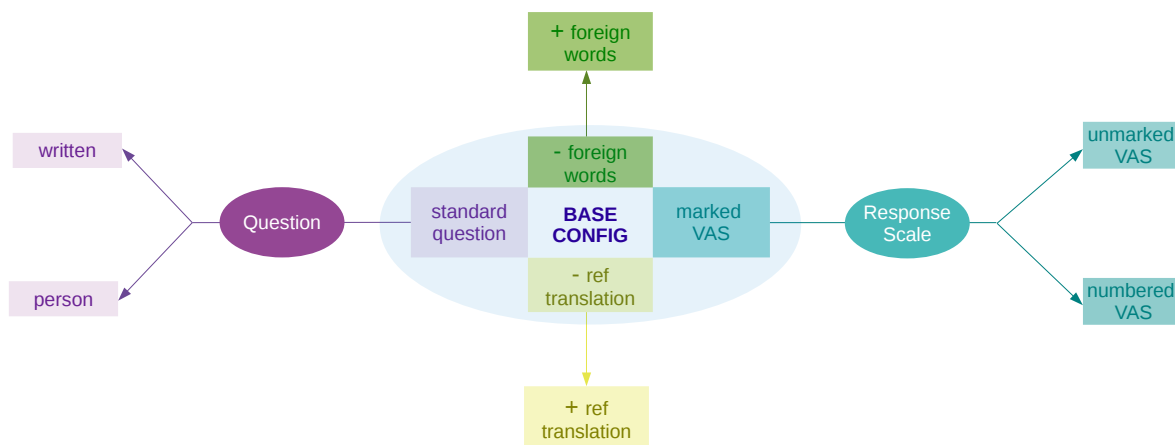 + foreign
words
written
- foreign
words
unmarked
VAS
Question
standard
question
BASE
CONFIG
marked
VAS
Response
Scale
person
- ref
translation
numbered
VAS
+ ref
translation